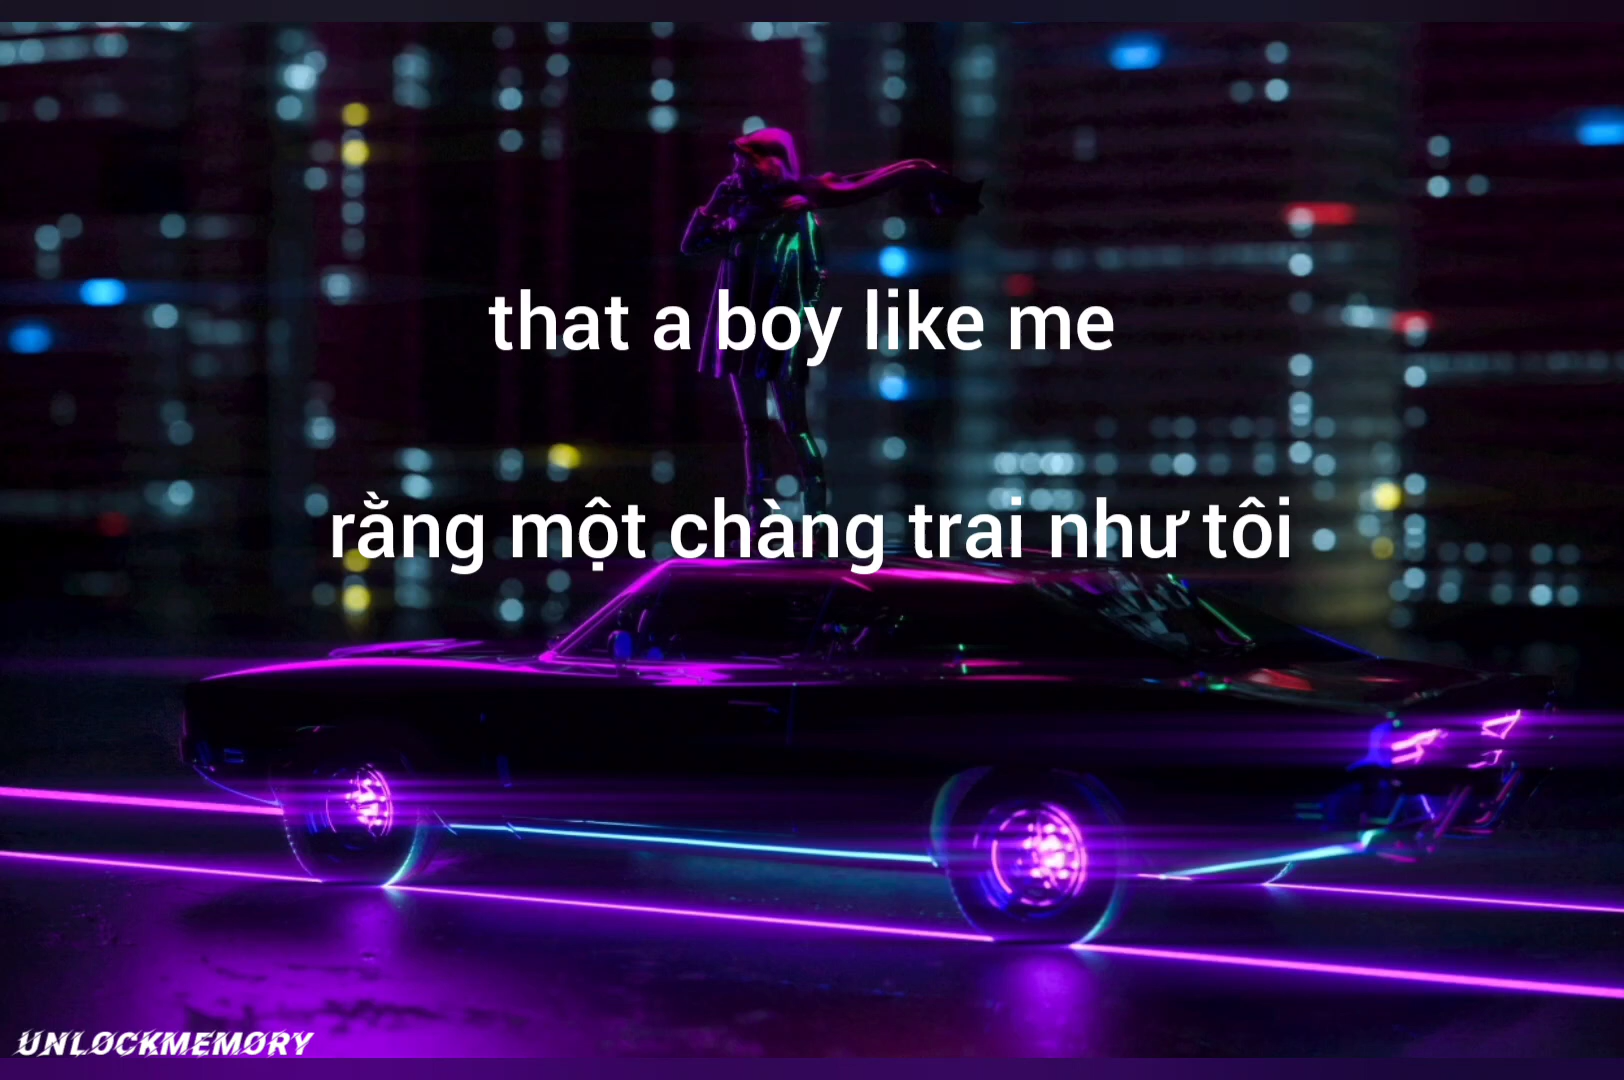 that a boy like me
rằng một chàng trai như tôi
UNLOCKMEMORY